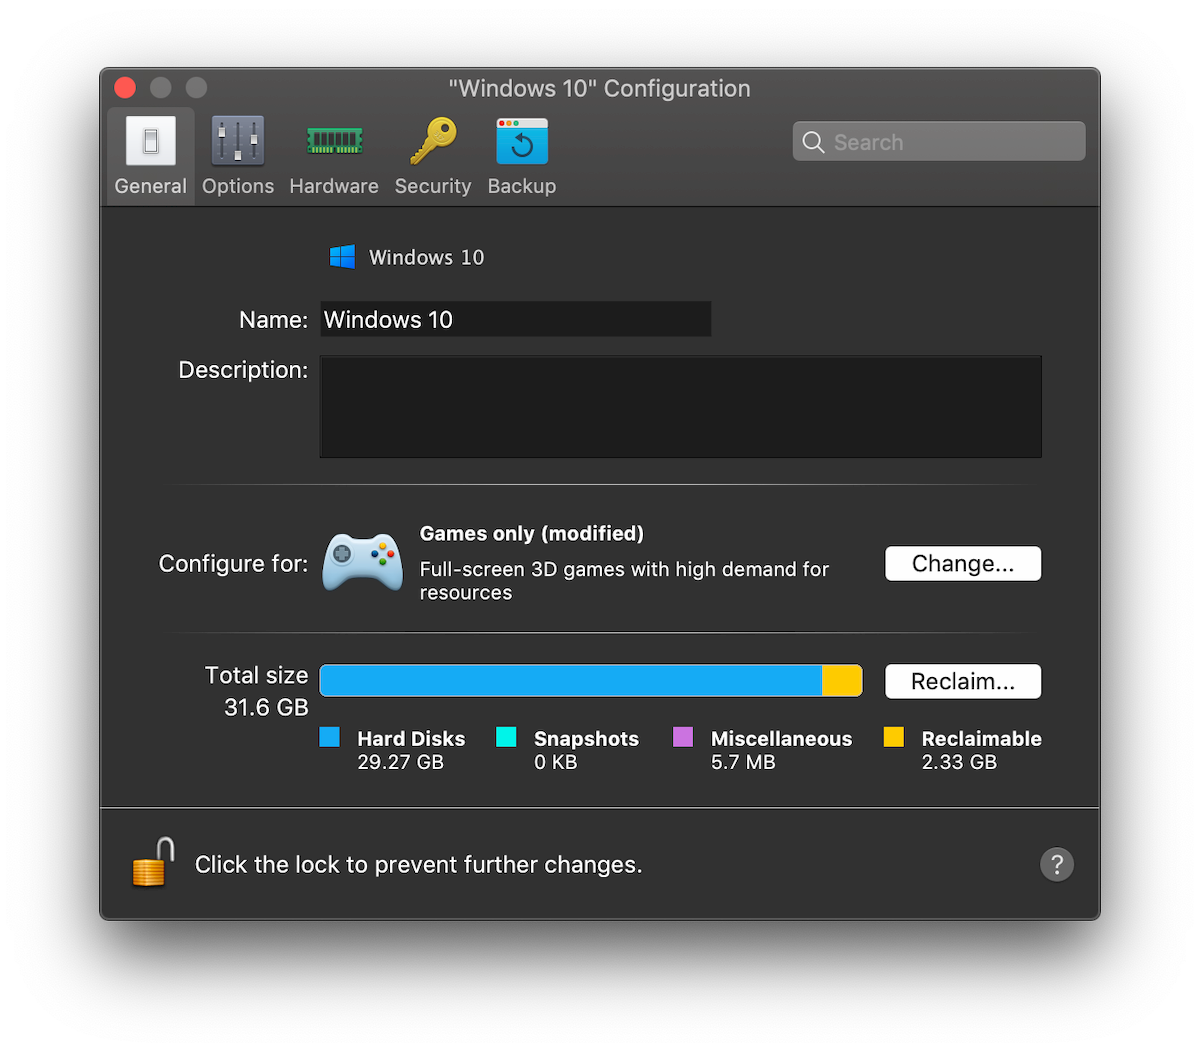 "Windows 10" Configuration
General
Options
Hardware
Security
Backup
Search
Windows 10
Name: Windows 10
Description:
Configure for:
Games only (modified)
Full-screen 3D games with high demand for
resources
Change...
Total size
31.6 GB
Reclaim...
Hard Disks
29.27 GB
Snapshots
0 KB
Miscellaneous
5.7 MB
Reclaimable
2.33 GB
Click the lock to prevent further changes.
?